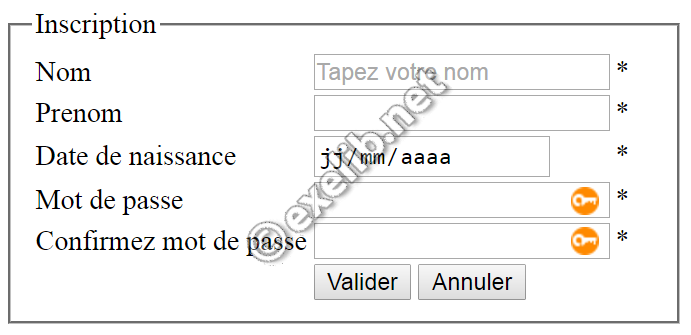 Inscription
Nom Tapez votre nom *
Prenom *
Date de naissance jj/mm/aaaa *
Mot de passe *
Confirmez mot de passe *
Valider Annuler
© exelib.net